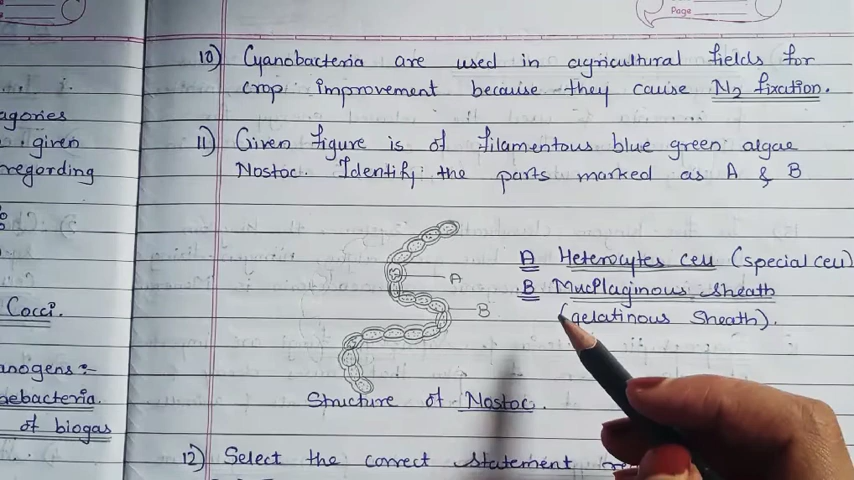 Page
agories
given
regording
Cocci.
anogens:-
aebacteria.
of biogas
10) Cyanobacteria are used in agricultural fields for
crop improvement because they cause N2 fixation.
11) Given figure is of filamentous blue green algae
Nostoc. Identify the parts marked as A & B
A
B
A Heterocytes cell (special cell)
B Mucplaginous sheath
(gelatinous Sheath).
Structure of Nostoc.
12) Select the correct statement